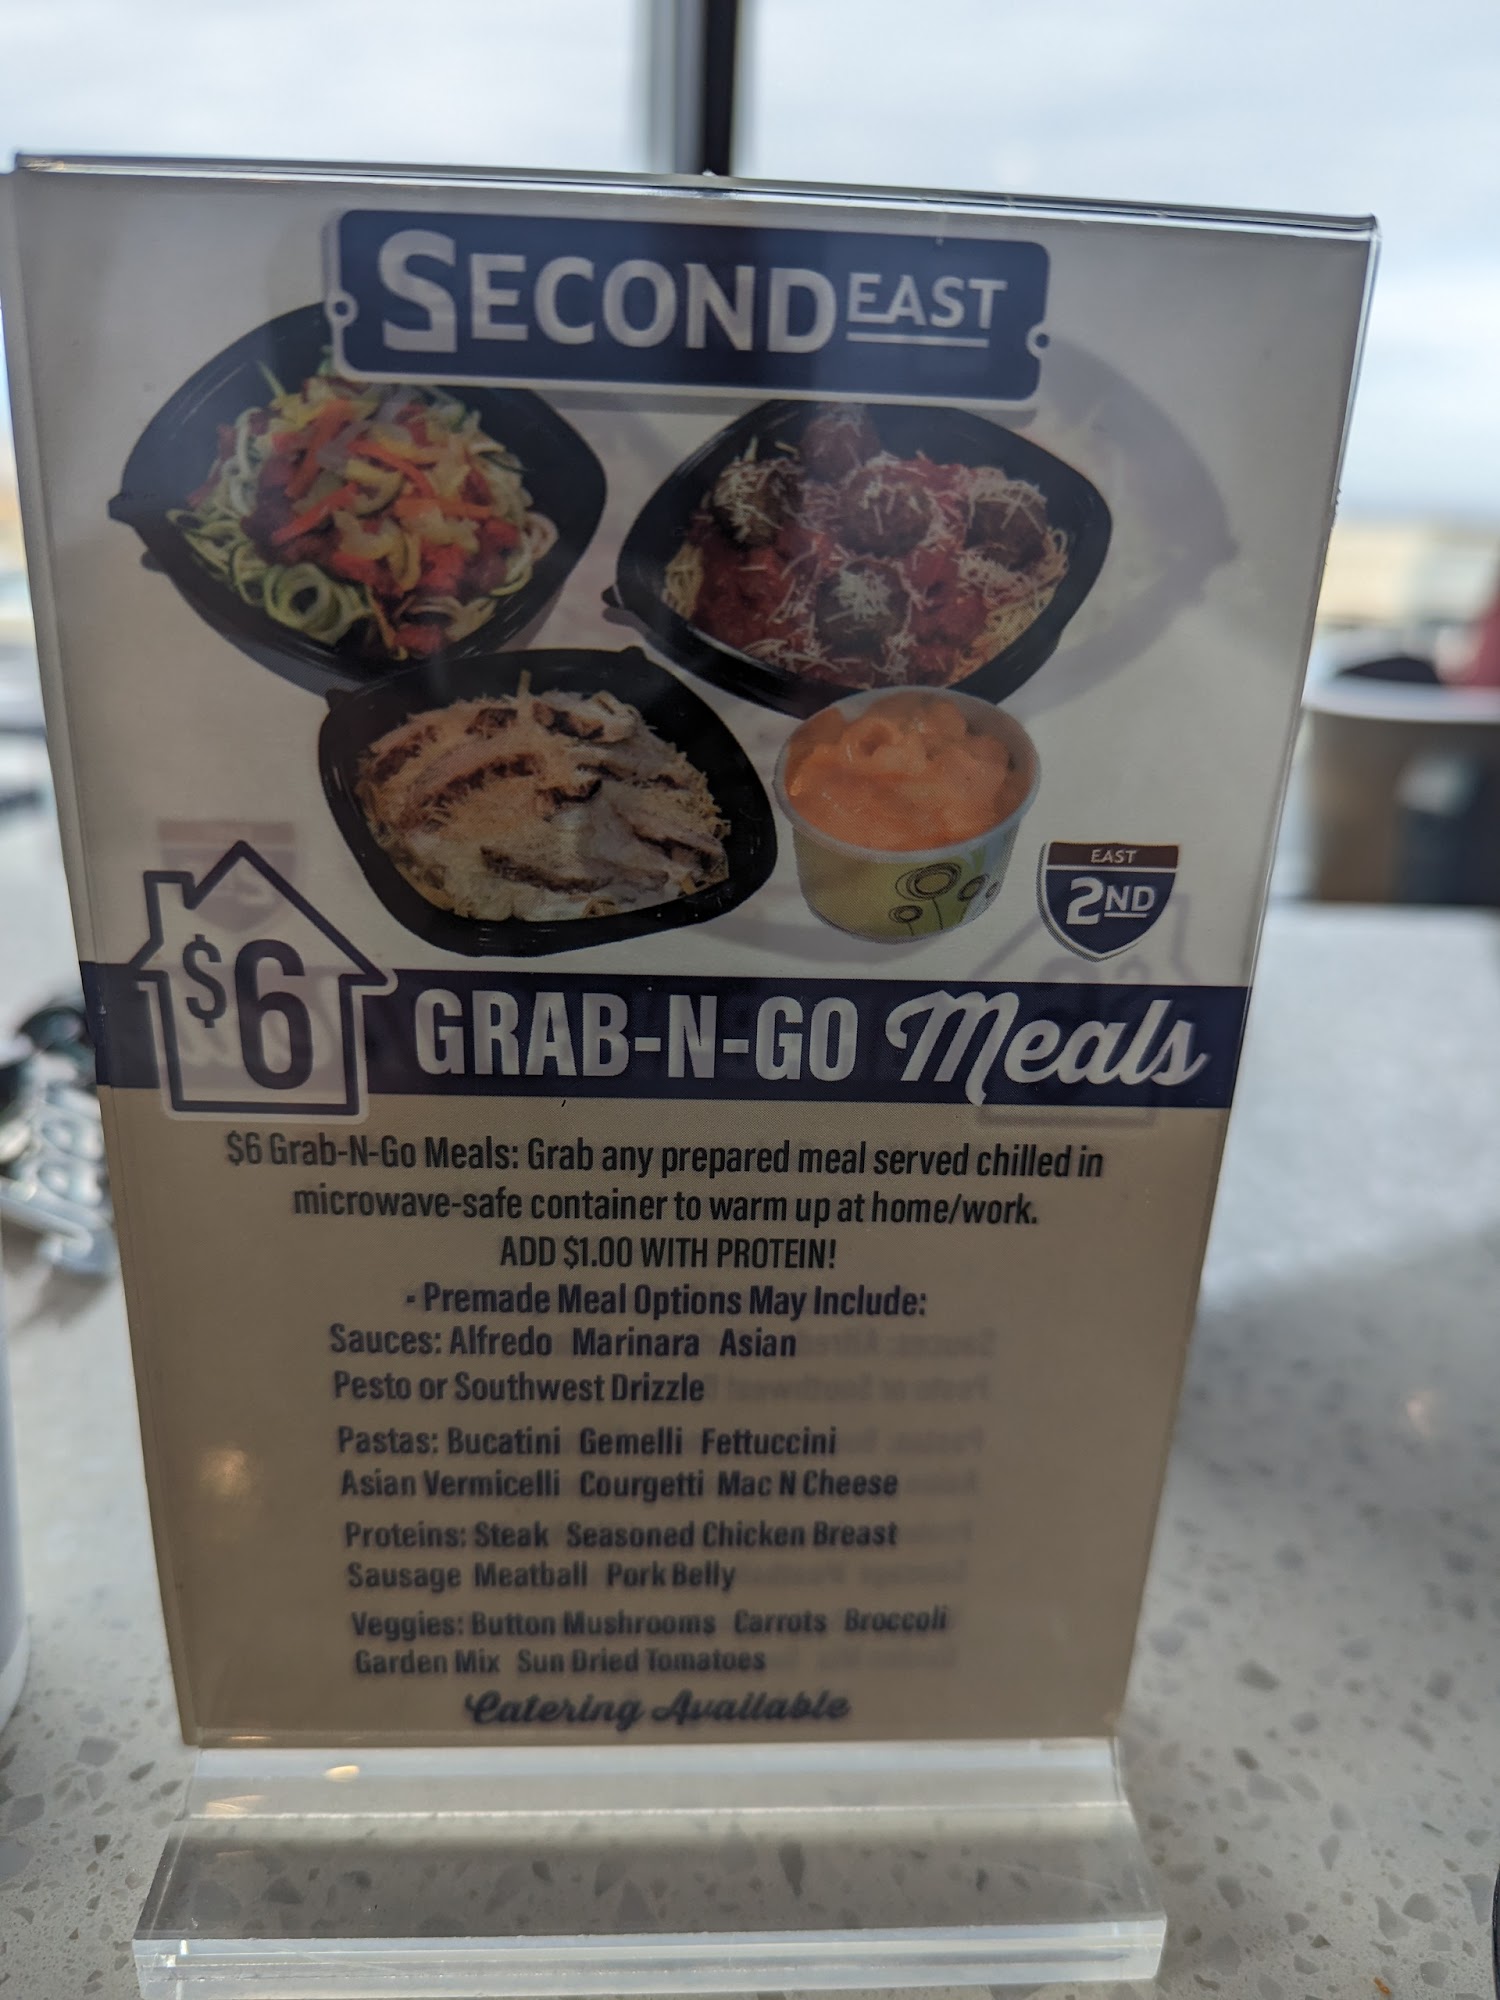 SECOND EAST
EAST
2ND
$6
GRAB-N-GO Meals
$6 Grab-N-Go Meals: Grab any prepared meal served chilled in
microwave-safe container to warm up at home/work.
ADD $1.00 WITH PROTEIN!
- Premade Meal Options May Include:
Sauces: Alfredo Marinara Asian
Pesto or Southwest Drizzle
Pastas: Bucatini Gemelli Fettuccini
Asian Vermicelli Courgetti Mac N Cheese
Proteins: Steak Seasoned Chicken Breast
Sausage Meatball Pork Belly
Veggies: Button Mushrooms Carrots Broccoli
Garden Mix Sun Dried Tomatoes
Catering Available